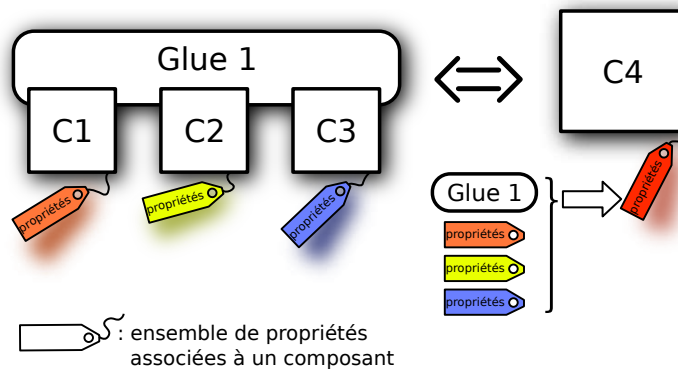 Glue 1
C1
C2
C3
propriétés
propriétés
propriétés
C4
propriétés
Glue 1
propriétés
propriétés
propriétés
: ensemble de propriétés
associées à un composant